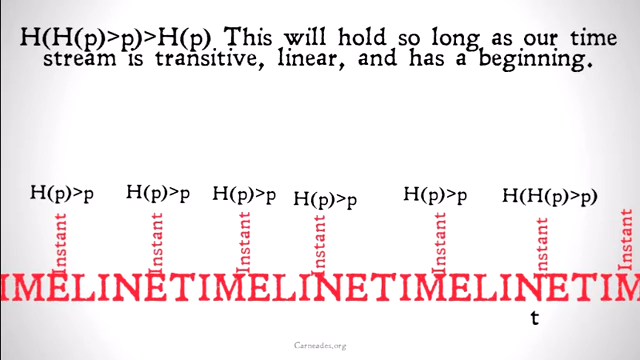 H(H(p)>p)>H(p) This will hold so long as our time
stream is transitive, linear, and has a beginning.
H(p)>p H(p)>p H(p)>p H(p)>p H(p)>p H(H(p)>p)
Instant Instant Instant Instant Instant Instant Instant
IMELINETIMELINETIMELINETIMELINETIM
t
Carneades.org